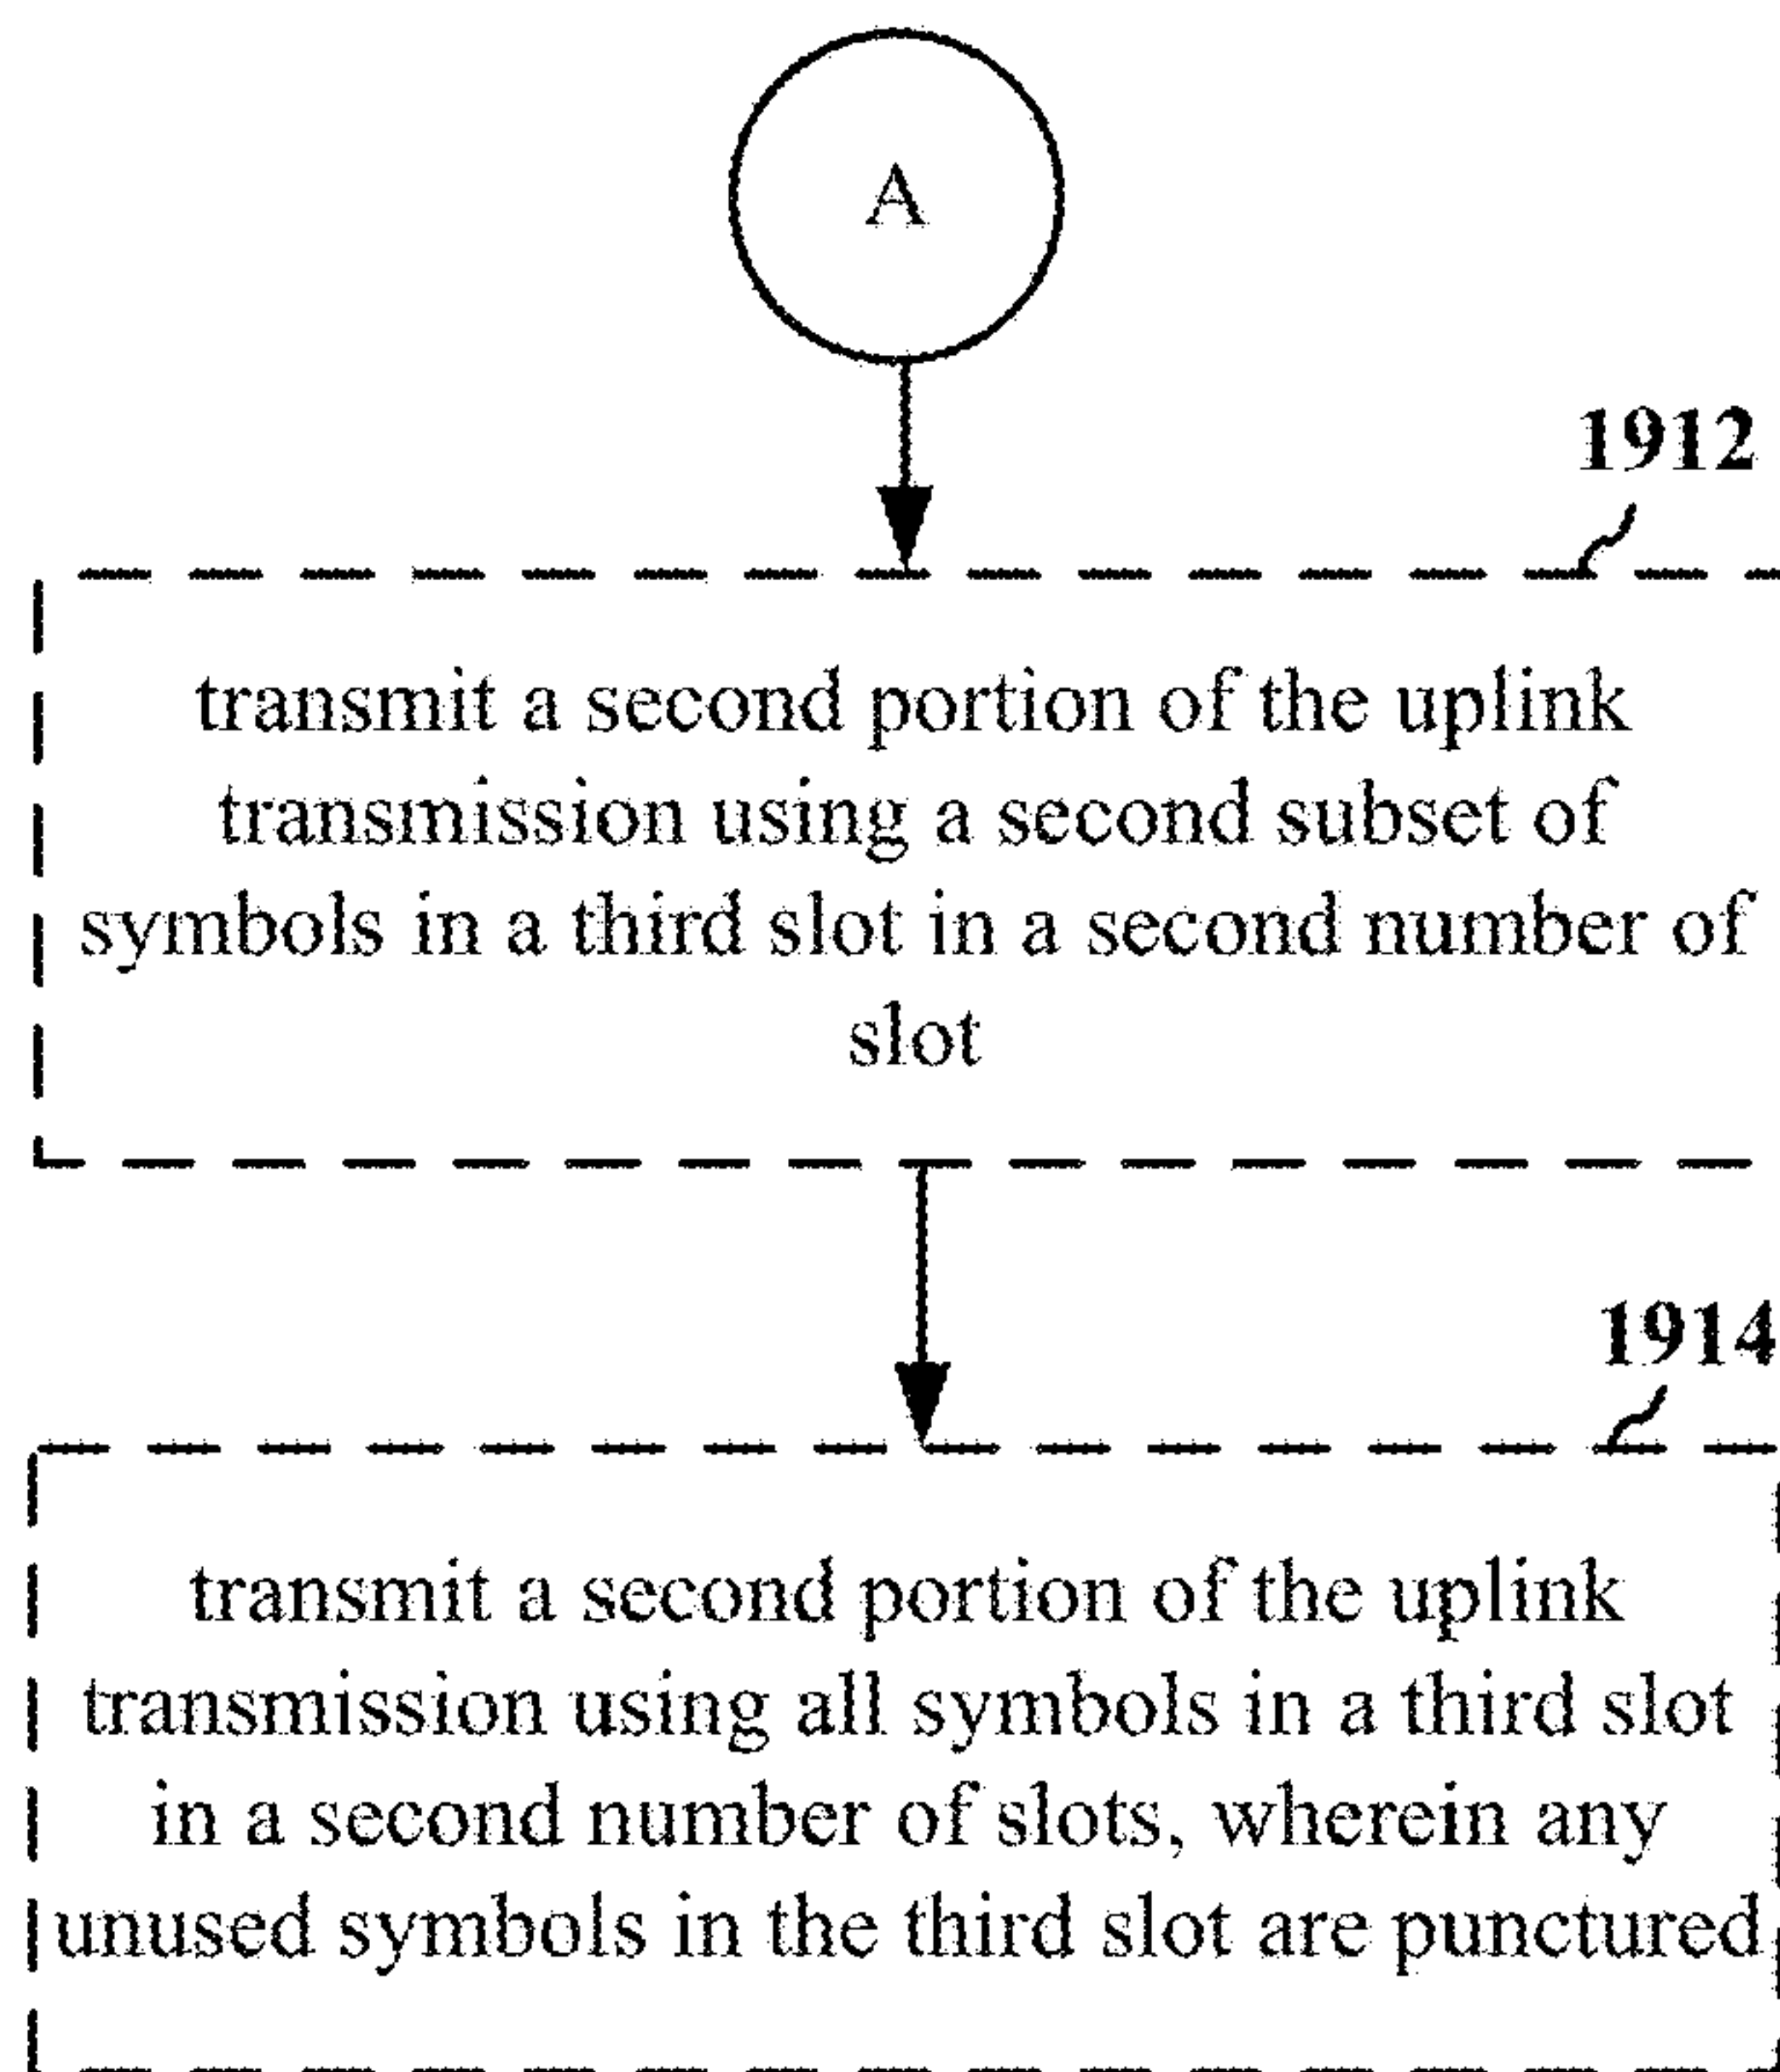 A
1912
transmit a second portion of the uplink
transmission using a second subset of
symbols in a third slot in a second number of
slot
1914
transmit a second portion of the uplink
transmission using all symbols in a third slot
in a second number of slots, wherein any
unused symbols in the third slot are punctured